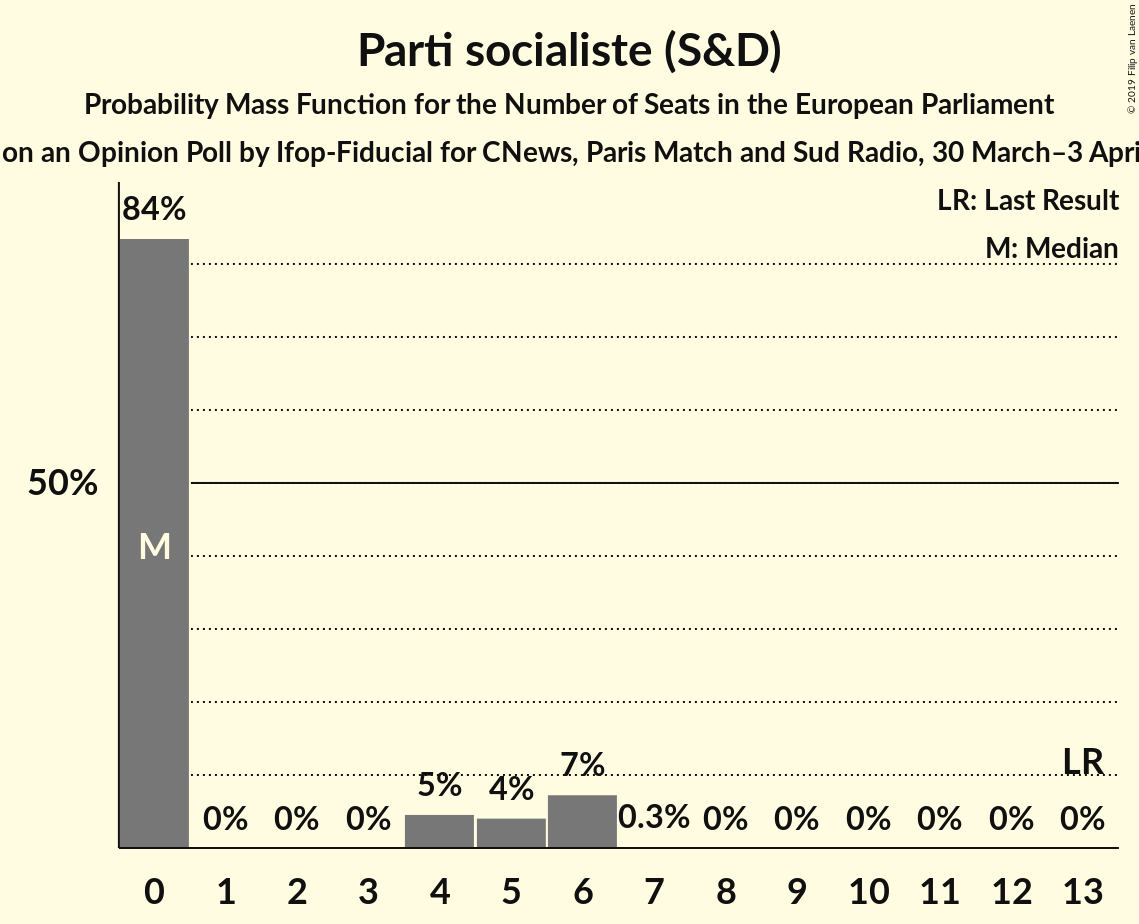 Parti socialiste (S&D)
Probability Mass Function for the Number of Seats in the European Parliament
on an Opinion Poll by Ifop-Fiducial for CNews, Paris Match and Sud Radio, 30 March–3 Apri
© 2019 Filip van Laenen
LR: Last Result
M: Median
84%
50%
M
LR
7%
5% 4%
0% 0% 0% 0.3% 0% 0% 0% 0% 0% 0%
0 1 2 3 4 5 6 7 8 9 10 11 12 13